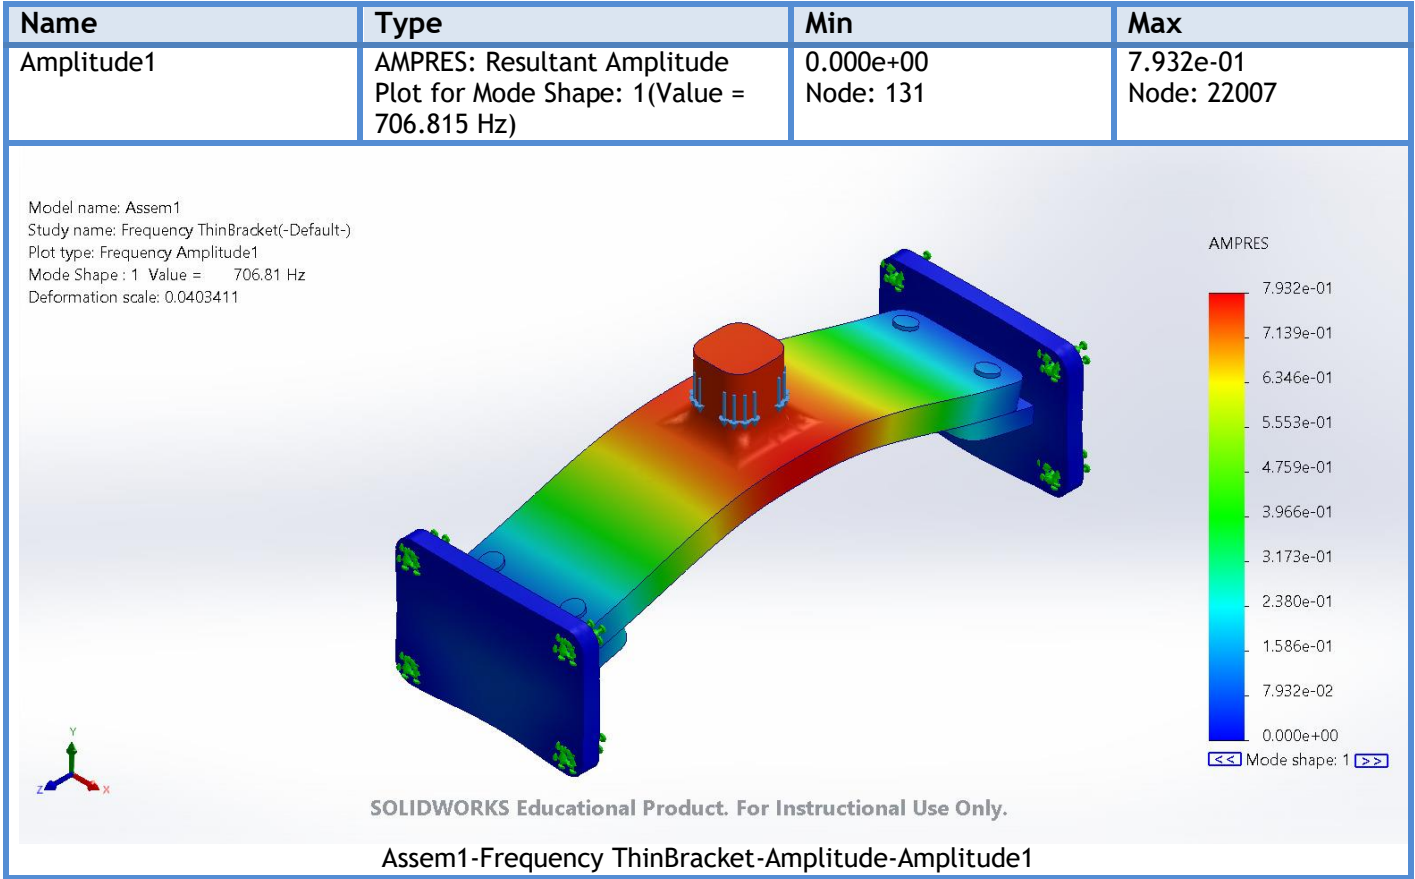 Name Type Min Max
Amplitude1 AMPRES: Resultant Amplitude 0.000e+00 7.932e-01
Plot for Mode Shape: 1(Value = Node: 131 Node: 22007
706.815 Hz)
Model name: Assem1
Study name: Frequency ThinBracket(-Default-)
Plot type: Frequency Amplitude1
Mode Shape : 1 Value = 706.81 Hz
Deformation scale: 0.0403411
AMPRES
7.932e-01
7.139e-01
6.346e-01
5.553e-01
4.759e-01
3.966e-01
3.173e-01
2.380e-01
1.586e-01
7.932e-02
0.000e+00
<< Mode shape: 1 >>
Y
Z X
SOLIDWORKS Educational Product. For Instructional Use Only.
Assem1-Frequency ThinBracket-Amplitude-Amplitude1